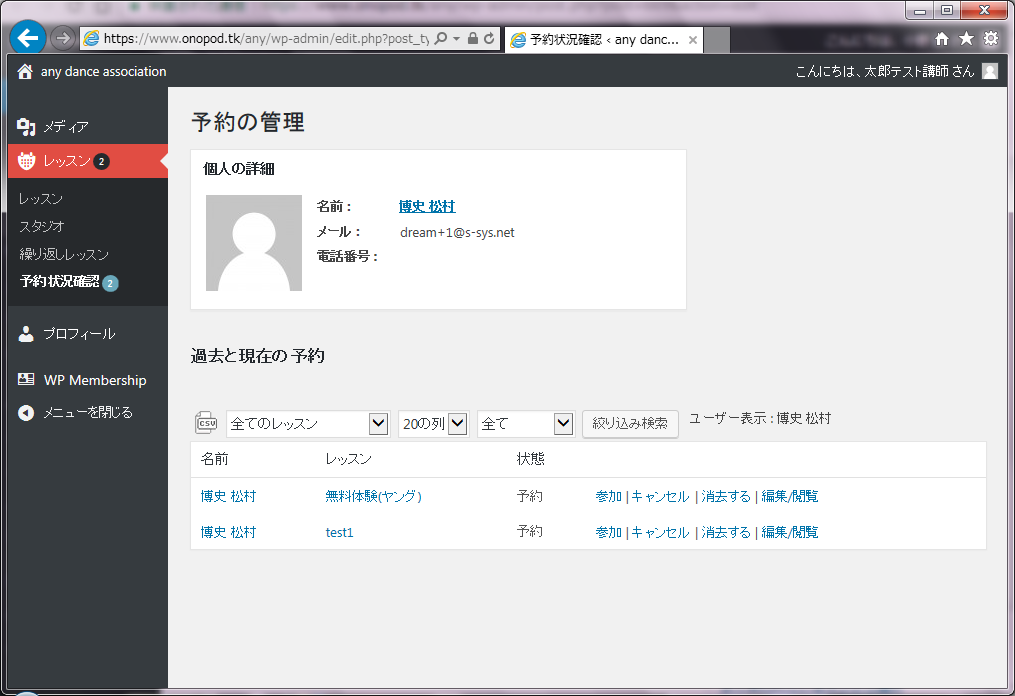 https://www.onopod.tk/any/wp-admin/edit.php?post_ty
予約状況確認 < any danc...
any dance association
こんにちは、太郎テスト講師 さん
メディア
レッスン 2
レッスン
スタジオ
繰り返しレッスン
予約状況確認 2
プロフィール
WP Membership
メニューを閉じる
予約の管理
個人の詳細
名前：
博史 松村
メール：
dream+1@s-sys.net
電話番号：
過去と現在の 予約
CSV
全てのレッスン
20の列
全て
絞り込み検索
ユーザー表示 : 博史 松村
名前 レッスン 状態
博史 松村 無料体験(ヤング) 予約 参加 | キャンセル | 消去する | 編集/閲覧
博史 松村 test1 予約 参加 | キャンセル | 消去する | 編集/閲覧